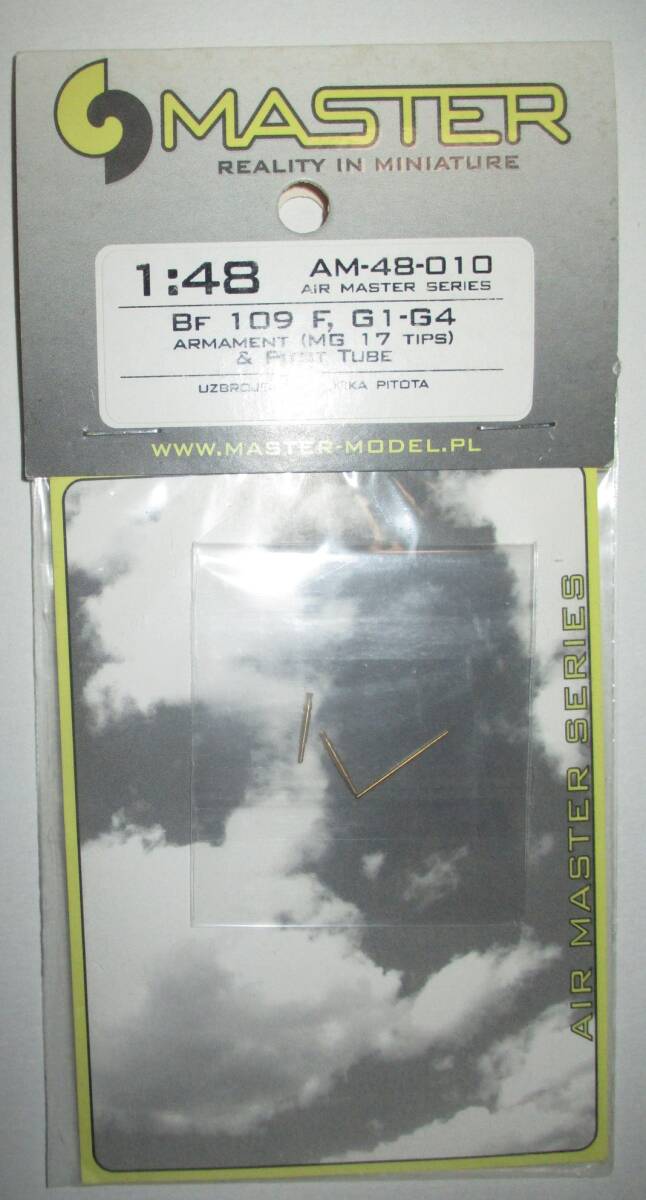 MASTER
REALITY IN MINIATURE
1:48
AM-48-010
AIR MASTER SERIES
BF 109 F, G1-G4
ARMAMENT (MG 17 TIPS)
& TUBE
PITOTA
WWW.MASTER-MODEL.PL
AIR MASTER SERIES